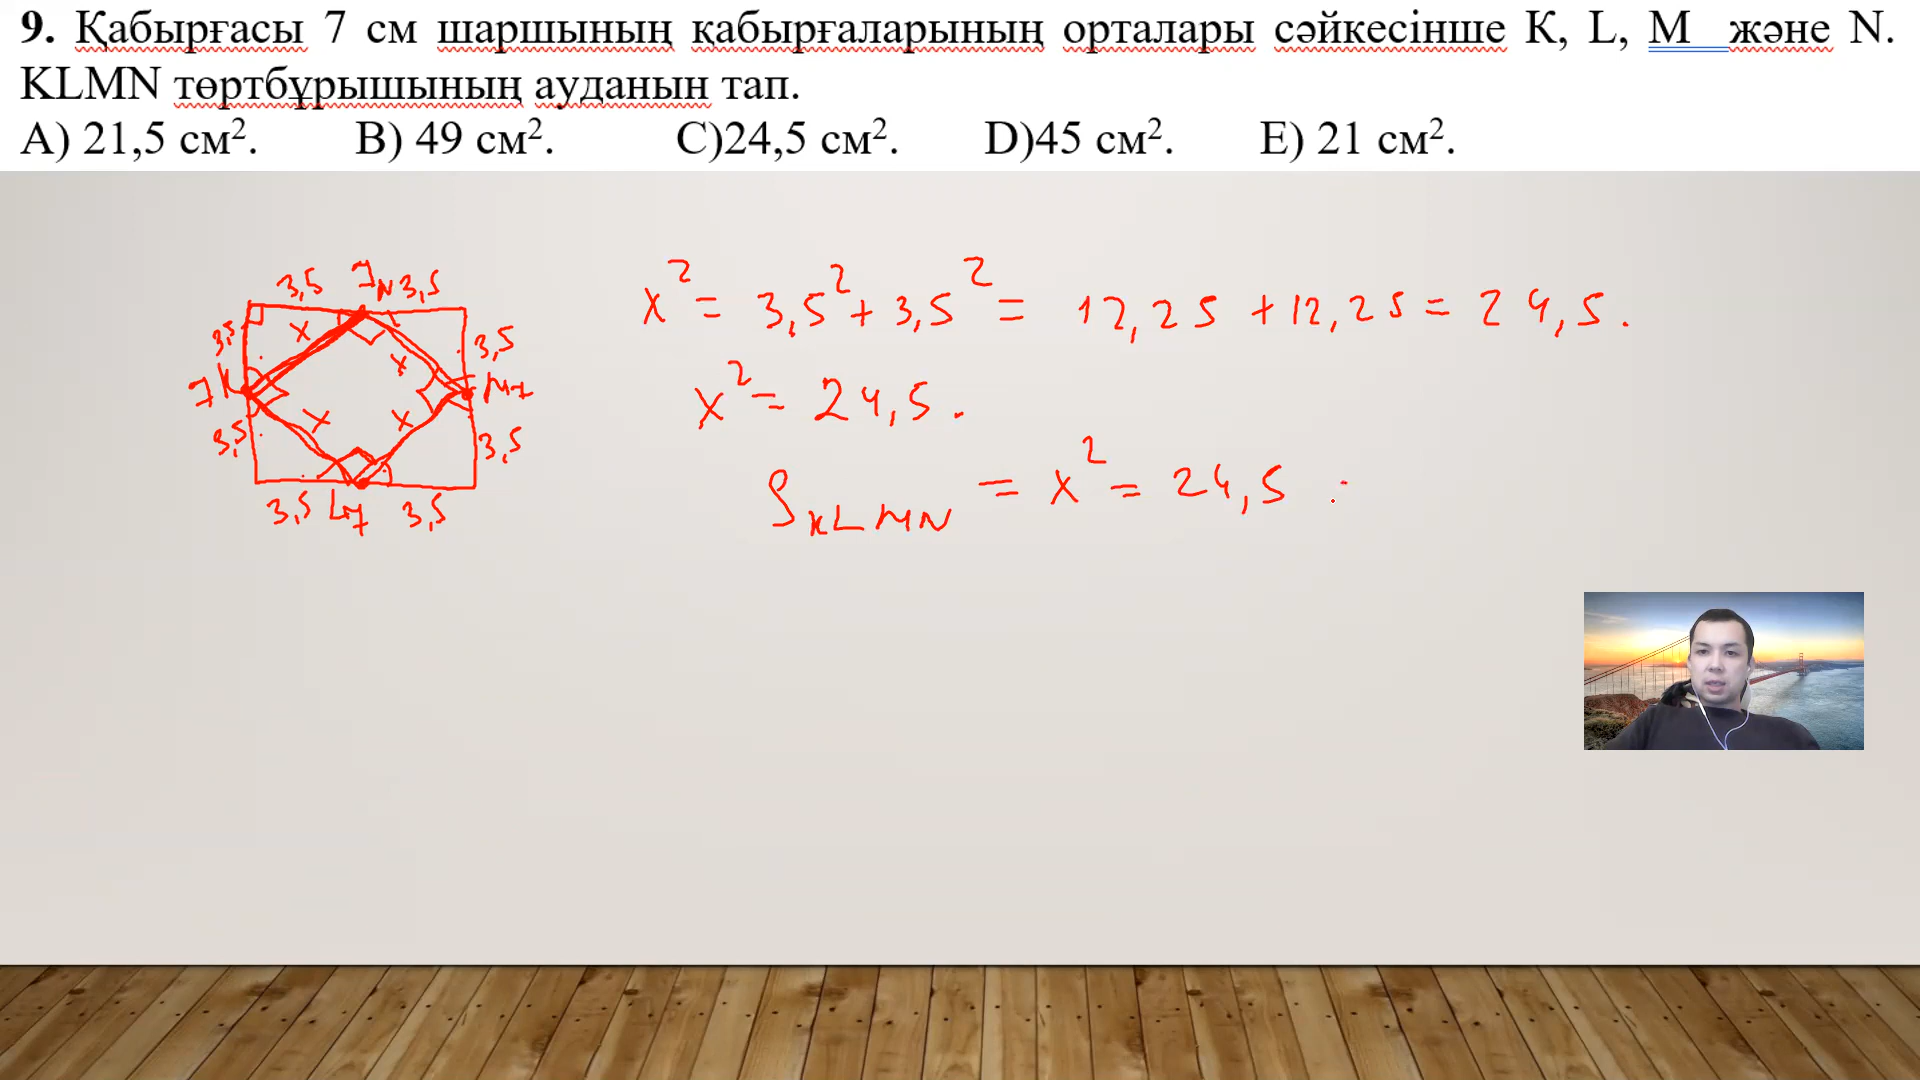 9. Қабырғасы 7 см шаршының қабырғаларының орталары сәйкесінше К, L, М және N.
KLMN төртбұрышының ауданын тап.
A) 21,5 см². B) 49 см². C)24,5 см². D)45 см². E) 21 см².
3,5 7 N 3,5
3,5 x x 3,5
7 K M 7
3,5 x x 3,5
3,5 L 7 3,5
x² = 3,5² + 3,5² = 12,25 + 12,25 = 24,5.
x² = 24,5.
S KLMN = x² = 24,5